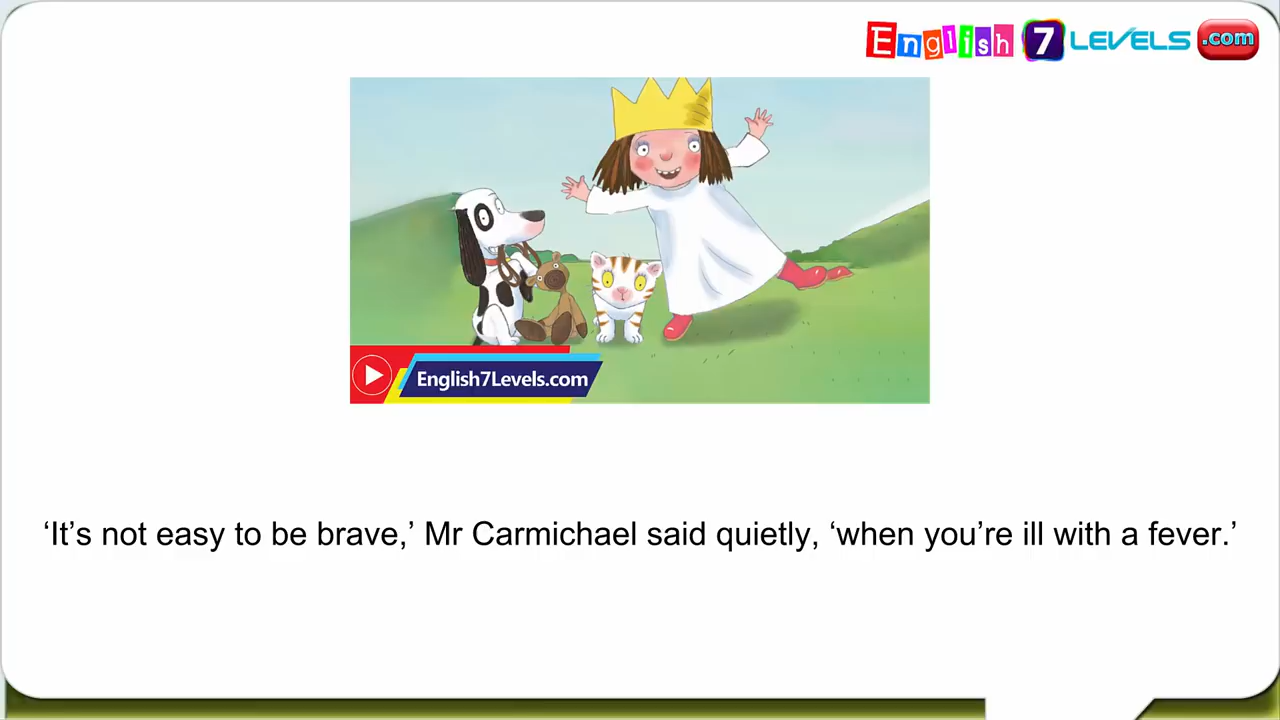 English 7 LEVELS .com
English7Levels.com
‘It’s not easy to be brave,’ Mr Carmichael said quietly, ‘when you’re ill with a fever.’